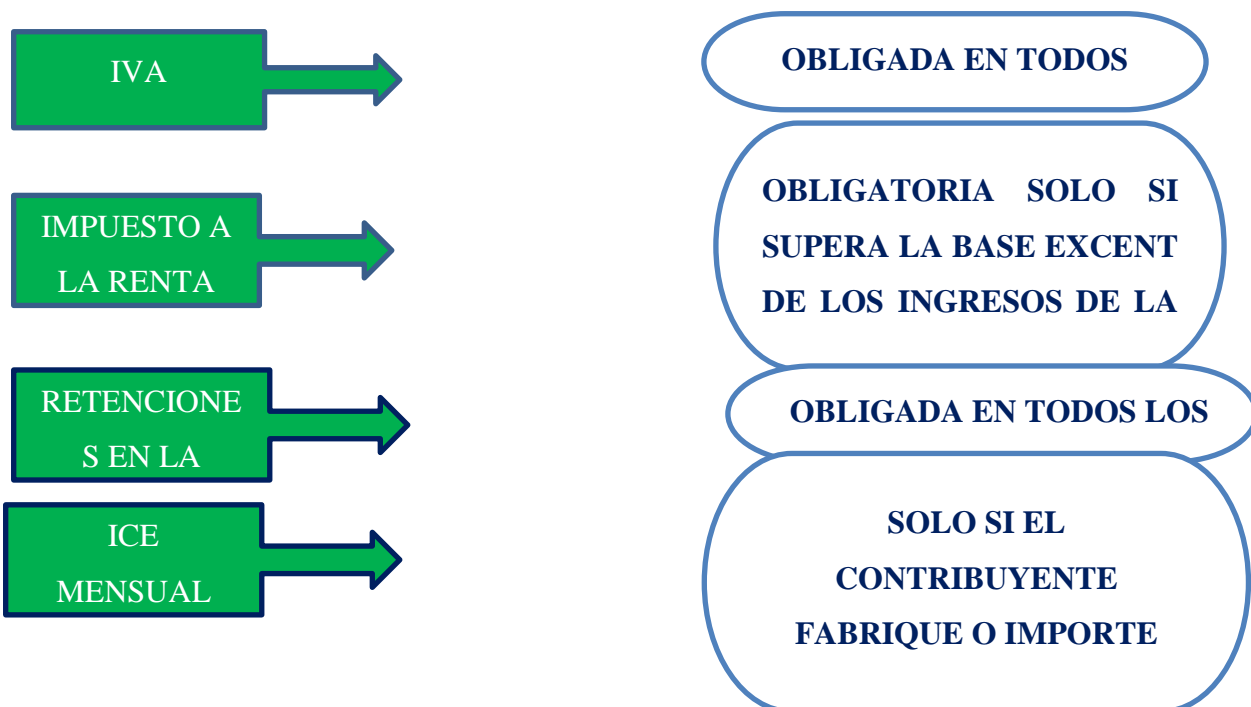 IVA
OBLIGADA EN TODOS
IMPUESTO A
LA RENTA
OBLIGATORIA SOLO SI
SUPERA LA BASE EXCENT
DE LOS INGRESOS DE LA
RETENCIONE
S EN LA
OBLIGADA EN TODOS LOS
ICE
MENSUAL
SOLO SI EL
CONTRIBUYENTE
FABRIQUE O IMPORTE